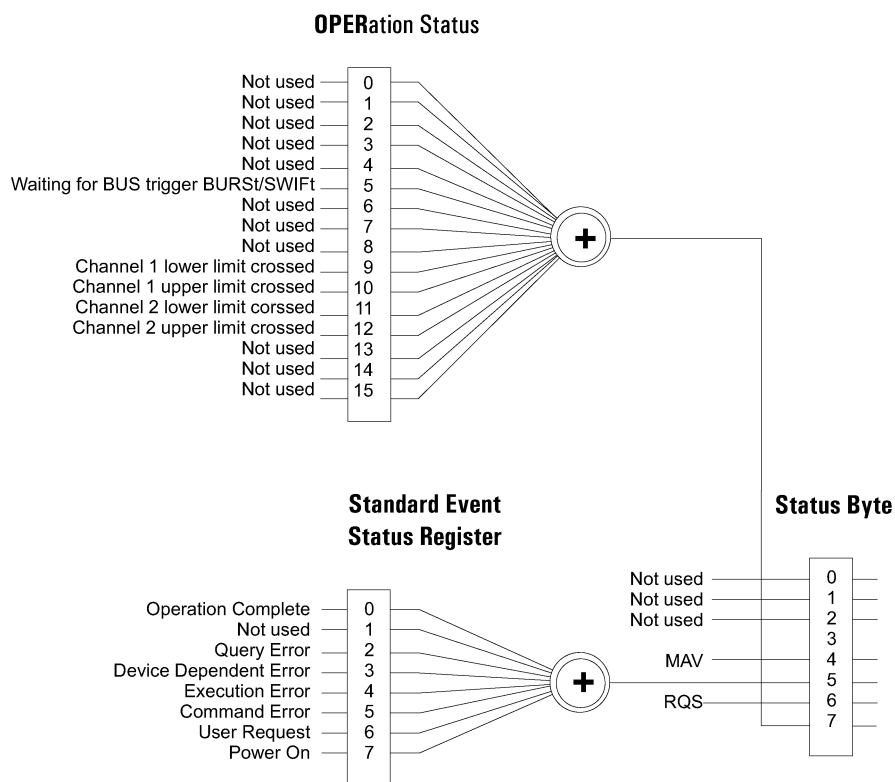 OPERation Status
Not used 0
Not used 1
Not used 2
Not used 3
Not used 4
Waiting for BUS trigger BURSt/SWIFt 5
Not used 6
Not used 7
Not used 8
Channel 1 lower limit crossed 9
Channel 1 upper limit crossed 10
Channel 2 lower limit corssed 11
Channel 2 upper limit crossed 12
Not used 13
Not used 14
Not used 15
+
Standard Event
Status Register
Operation Complete 0
Not used 1
Query Error 2
Device Dependent Error 3
Execution Error 4
Command Error 5
User Request 6
Power On 7
+
Status Byte
Not used 0
Not used 1
Not used 2
3
MAV 4
5
RQS 6
7